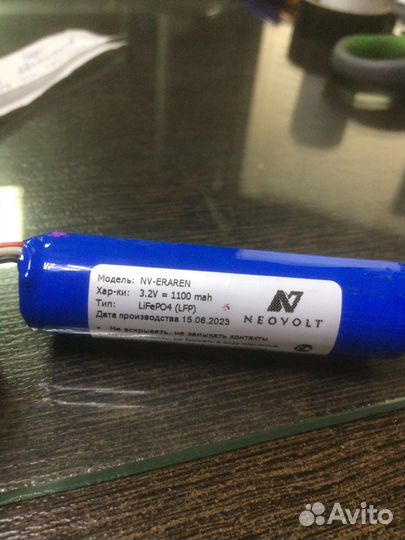 Модель: NV-ERAREN
Хар-ки: 3.2V = 1100 mah
Тип: LiFePO4 (LFP)
Дата производства 15.06.2023
• Не вскрывать, не замыкать контакты
NEOVOLT
Avito